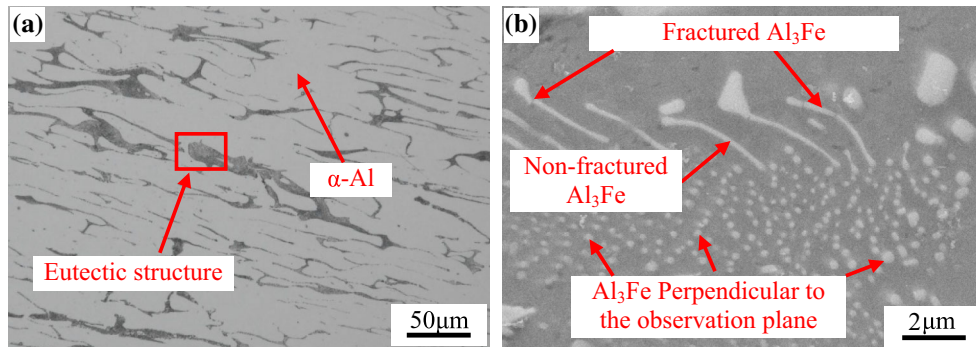 (a)
α-Al
Eutectic structure
50μm
(b)
Fractured Al₃Fe
Non-fractured
Al₃Fe
Al₃Fe Perpendicular to
the observation plane
2μm